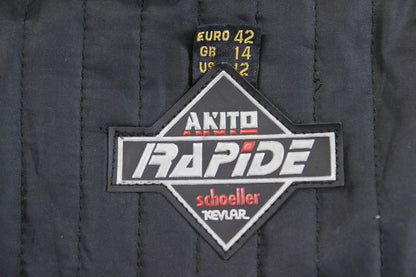 EURO 42
GB 14
US 12
AKITO
RAPIDE
schoeller
KEVLAR